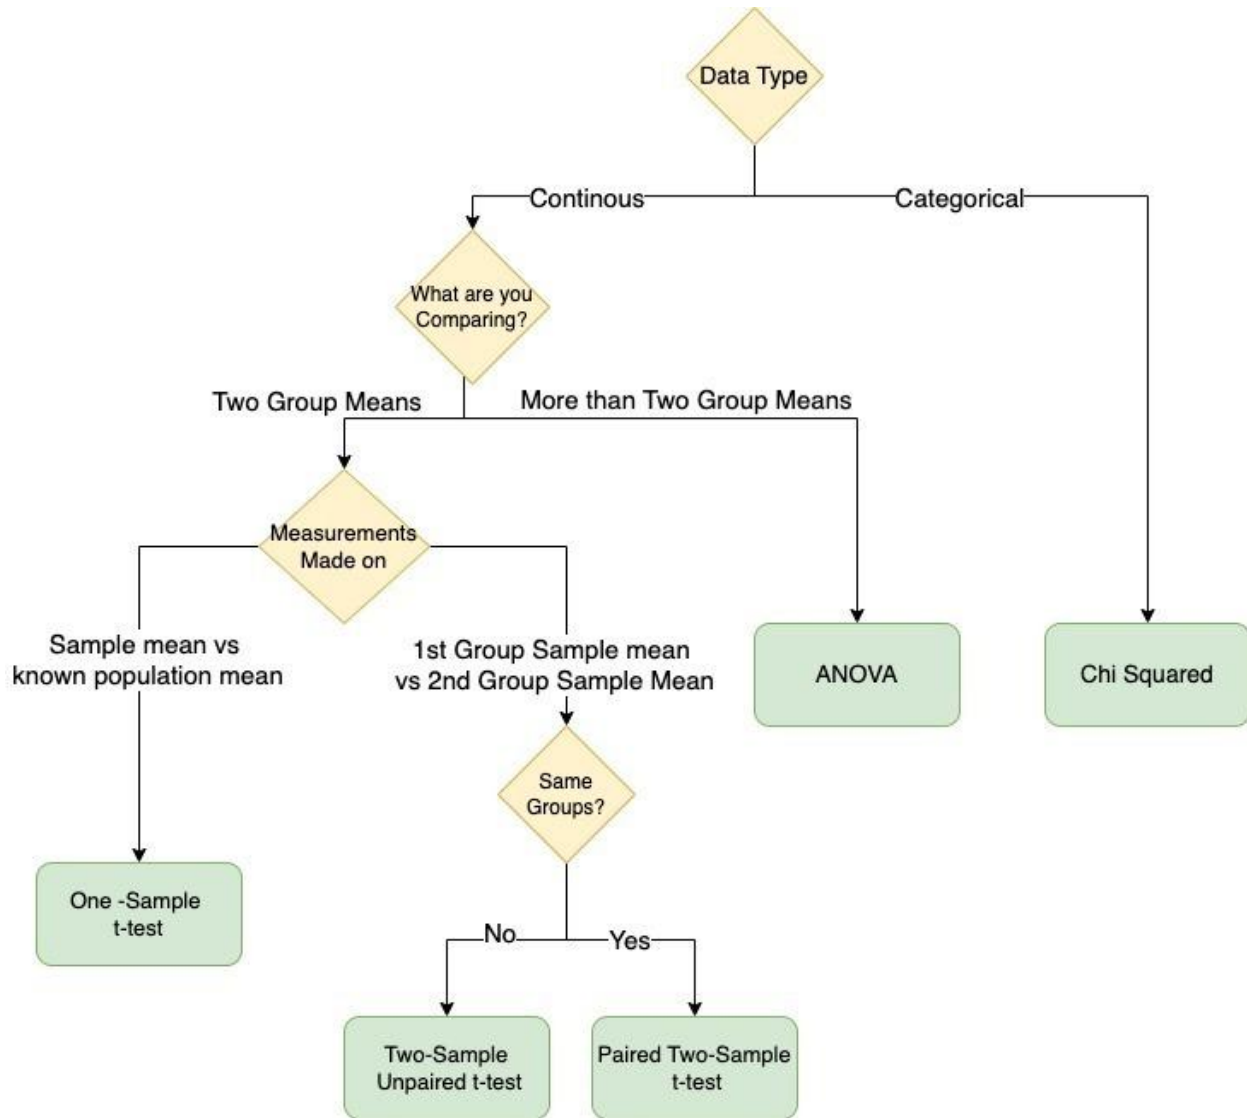 Data Type
Continous
Categorical
What are you
Comparing?
Two Group Means
More than Two Group Means
Measurements
Made on
Sample mean vs
known population mean
1st Group Sample mean
vs 2nd Group Sample Mean
ANOVA
Chi Squared
Same
Groups?
One -Sample
t-test
No
Yes
Two-Sample
Unpaired t-test
Paired Two-Sample
t-test